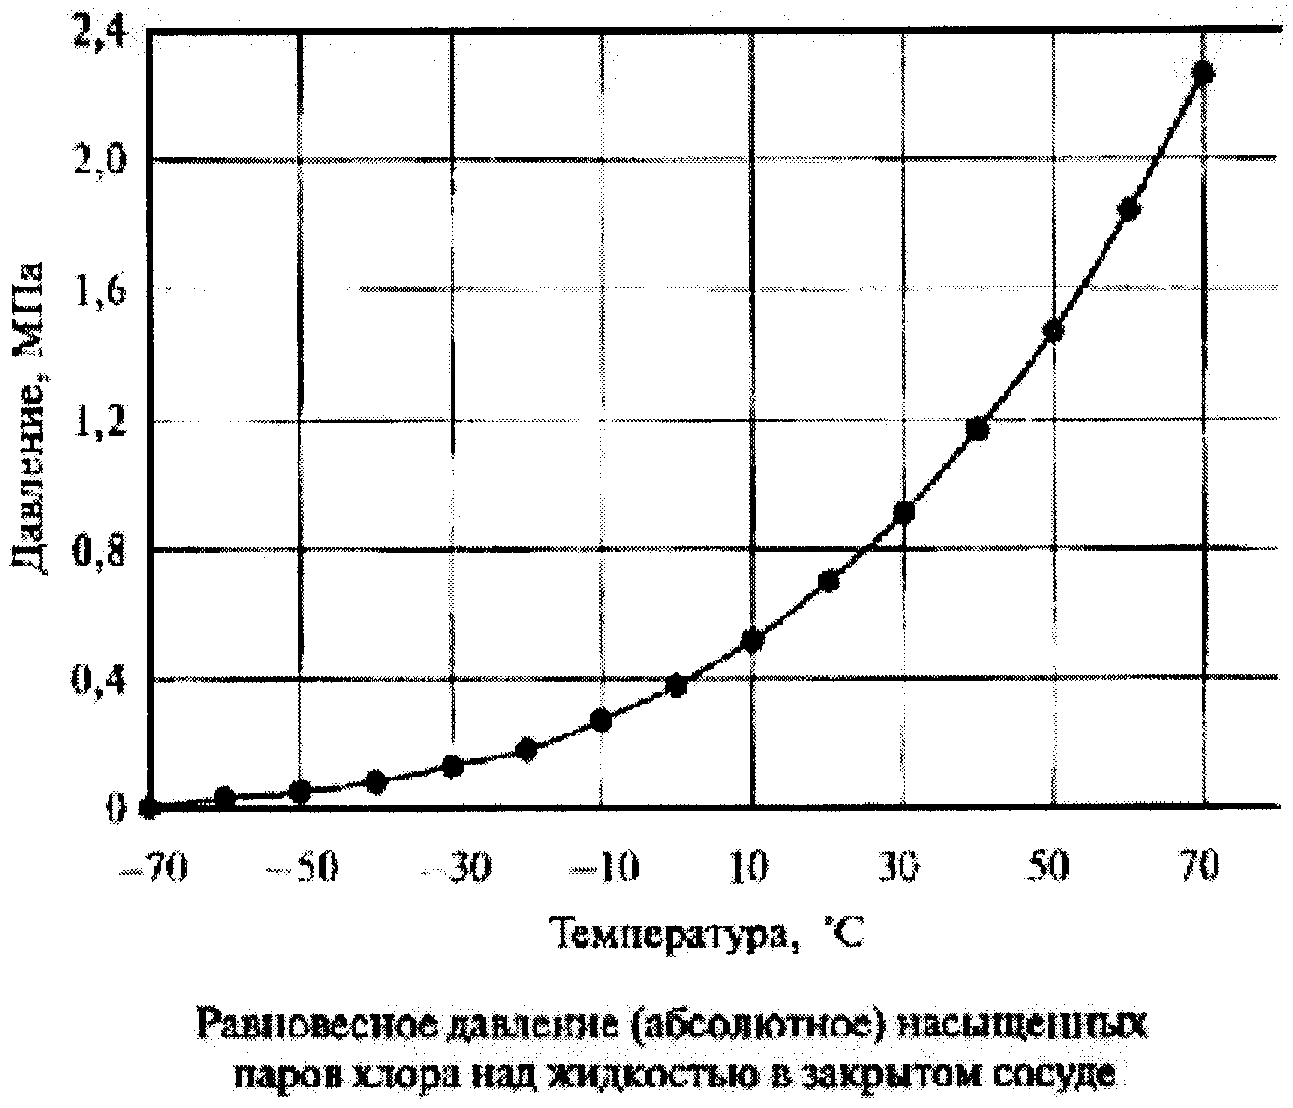 2,4
2,0
1,6
1,2
0,8
0,4
0
Давление, МПа
–70 –50 –30 –10 10 30 50 70
Температура, °С
Равновесное давление (абсолютное) насыщенных
паров хлора над жидкостью в закрытом сосуде